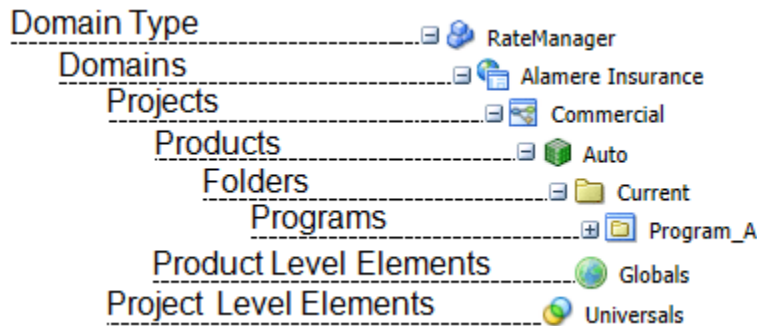 Domain Type RateManager
Domains Alamere Insurance
Projects Commercial
Products Auto
Folders Current
Programs Program_A
Product Level Elements Globals
Project Level Elements Universals